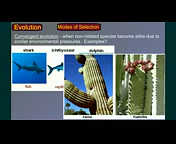 Evolution
Modes of Selection
Convergent evolution - when non-related species become alike due to
similar environmental pressures. Examples?
shark ichthyosaur dolphin
fish
Cactus
Euphorbia